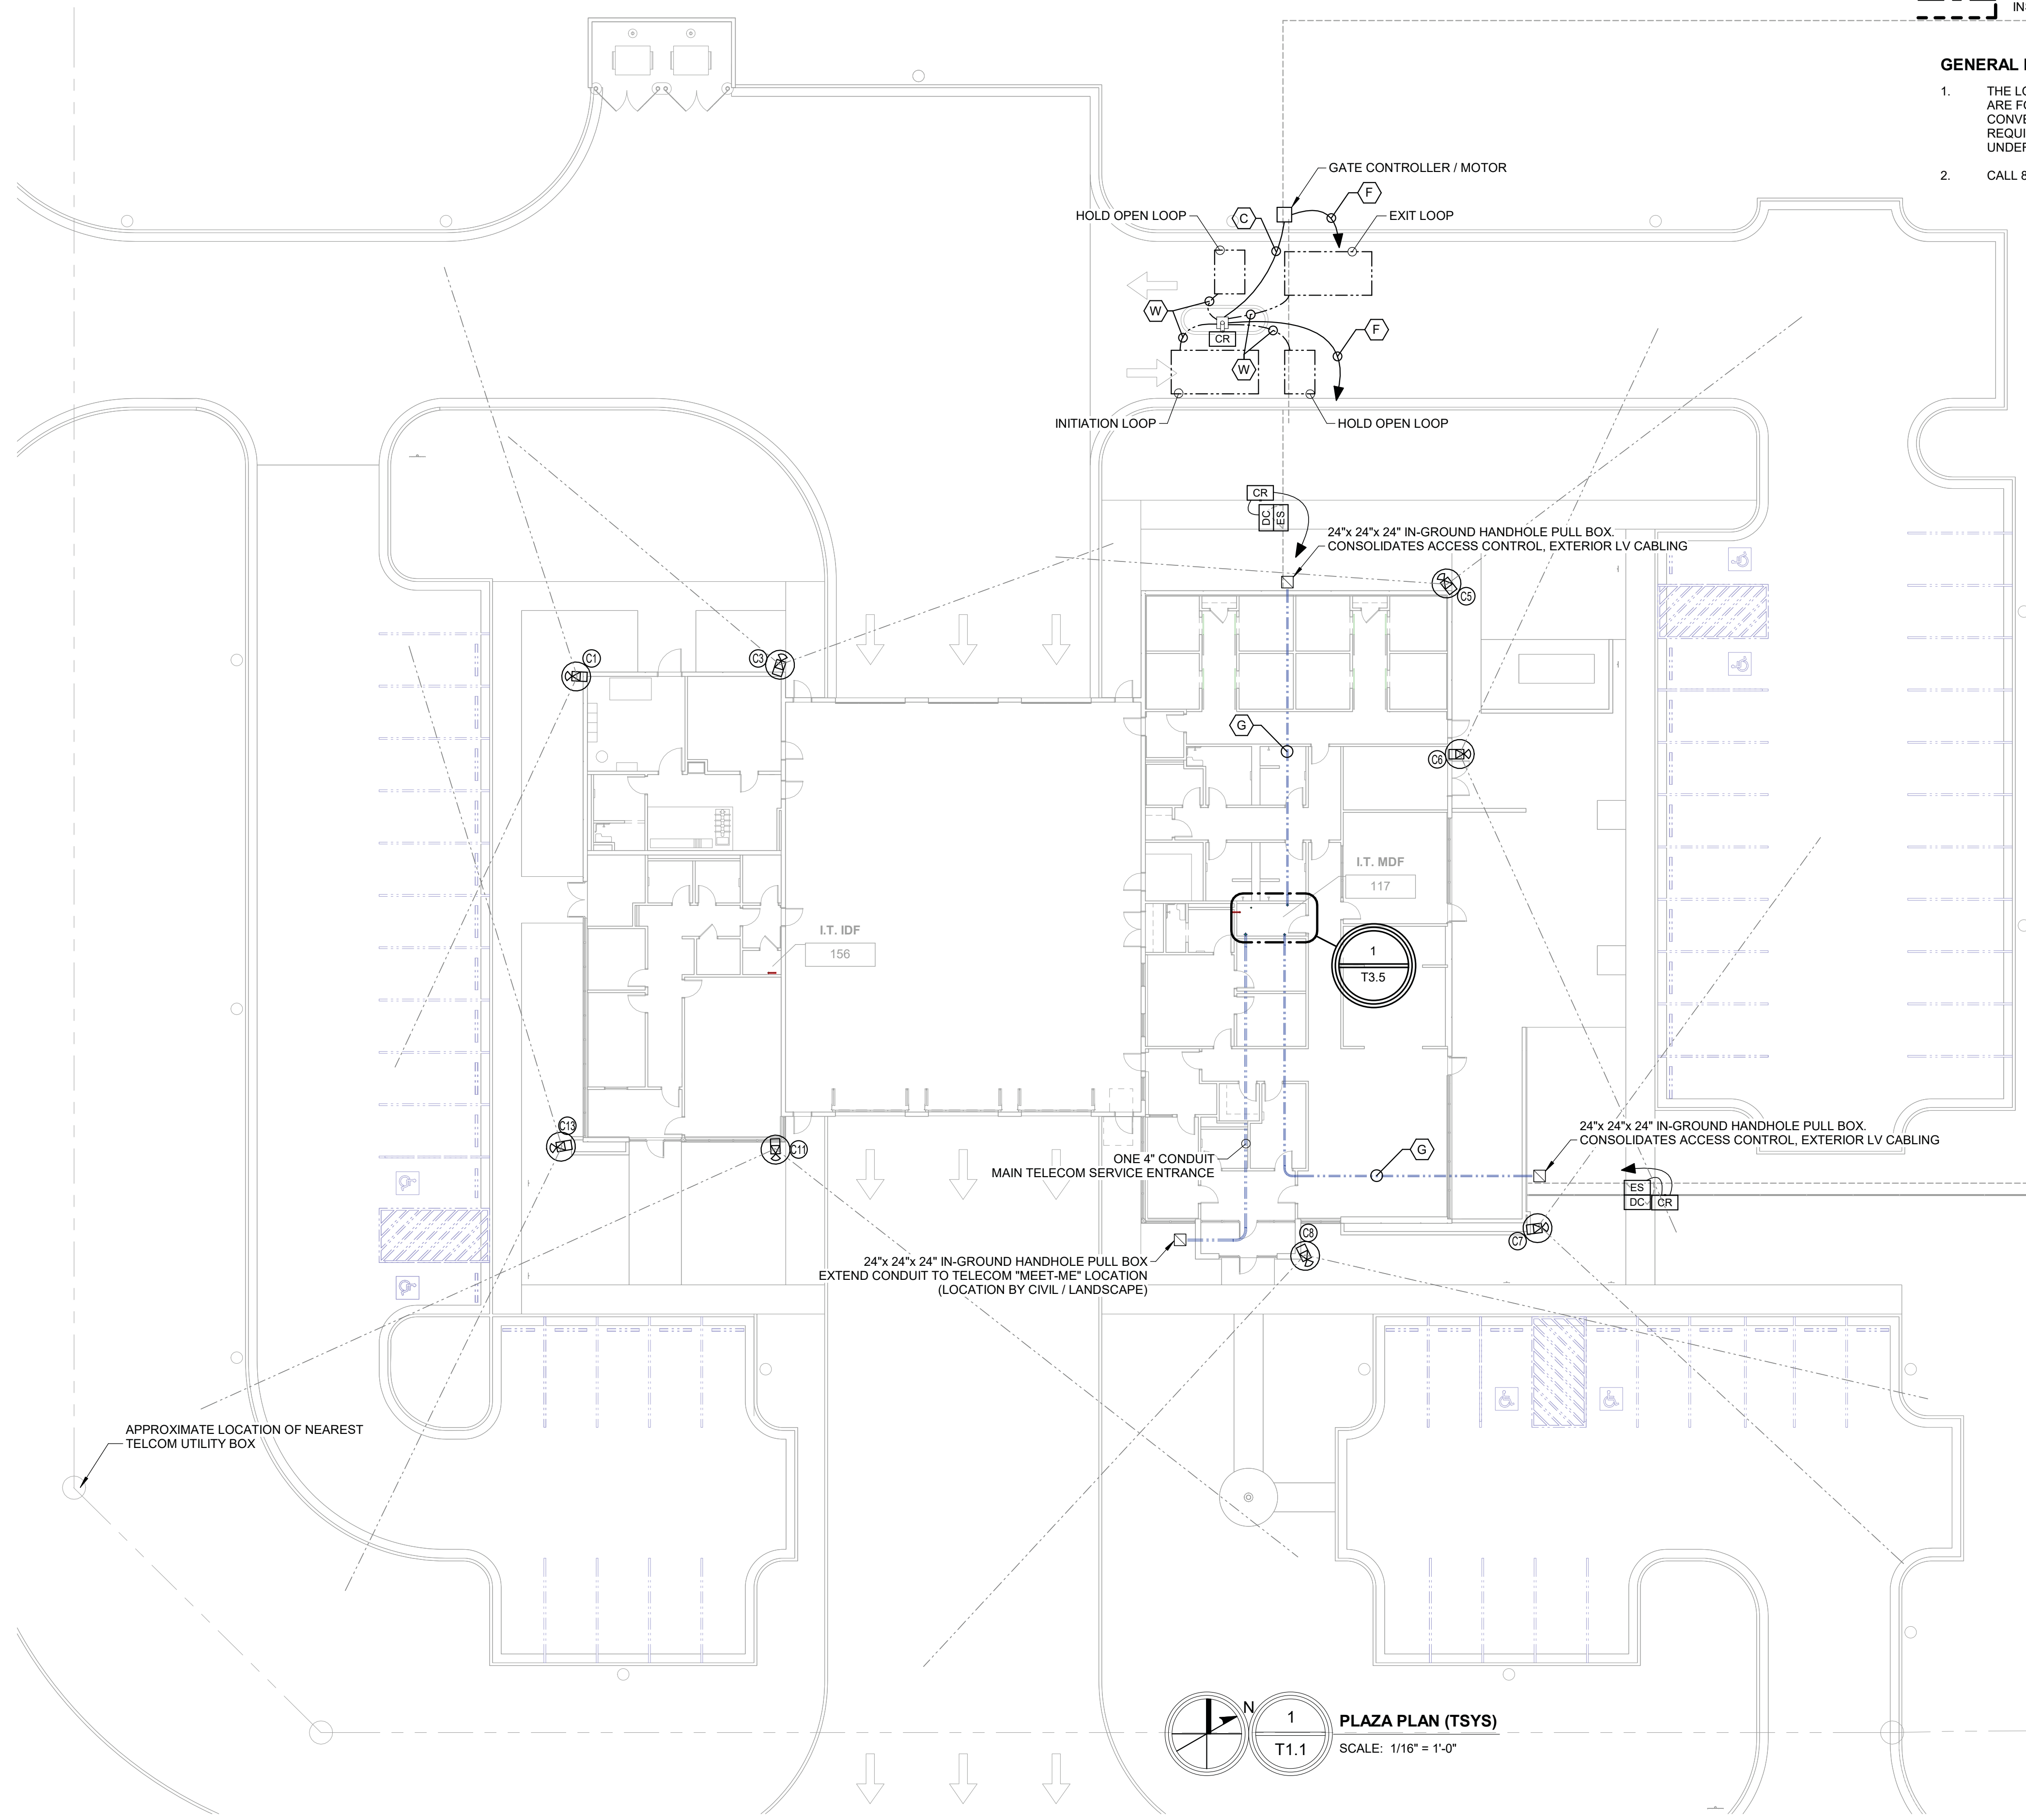 IN
GENERAL
1. THE LO
ARE FO
CONVE
REQUI
UNDER
2. CALL 8
GATE CONTROLLER / MOTOR
F
HOLD OPEN LOOP
C
EXIT LOOP
W
F
CR
W
INITIATION LOOP
HOLD OPEN LOOP
CR
DC
ES
24"x 24"x 24" IN-GROUND HANDHOLE PULL BOX.
CONSOLIDATES ACCESS CONTROL, EXTERIOR LV CABLING
C5
C1
C3
G
C6
I.T. MDF
117
I.T. IDF
156
1
T3.5
C13
C11
24"x 24"x 24" IN-GROUND HANDHOLE PULL BOX.
CONSOLIDATES ACCESS CONTROL, EXTERIOR LV CABLING
G
ONE 4" CONDUIT
MAIN TELECOM SERVICE ENTRANCE
ES
DC
CR
C8
C7
24"x 24"x 24" IN-GROUND HANDHOLE PULL BOX
EXTEND CONDUIT TO TELECOM "MEET-ME" LOCATION
(LOCATION BY CIVIL / LANDSCAPE)
APPROXIMATE LOCATION OF NEAREST
TELCOM UTILITY BOX
N
1
T1.1
PLAZA PLAN (TSYS)
SCALE: 1/16" = 1'-0"